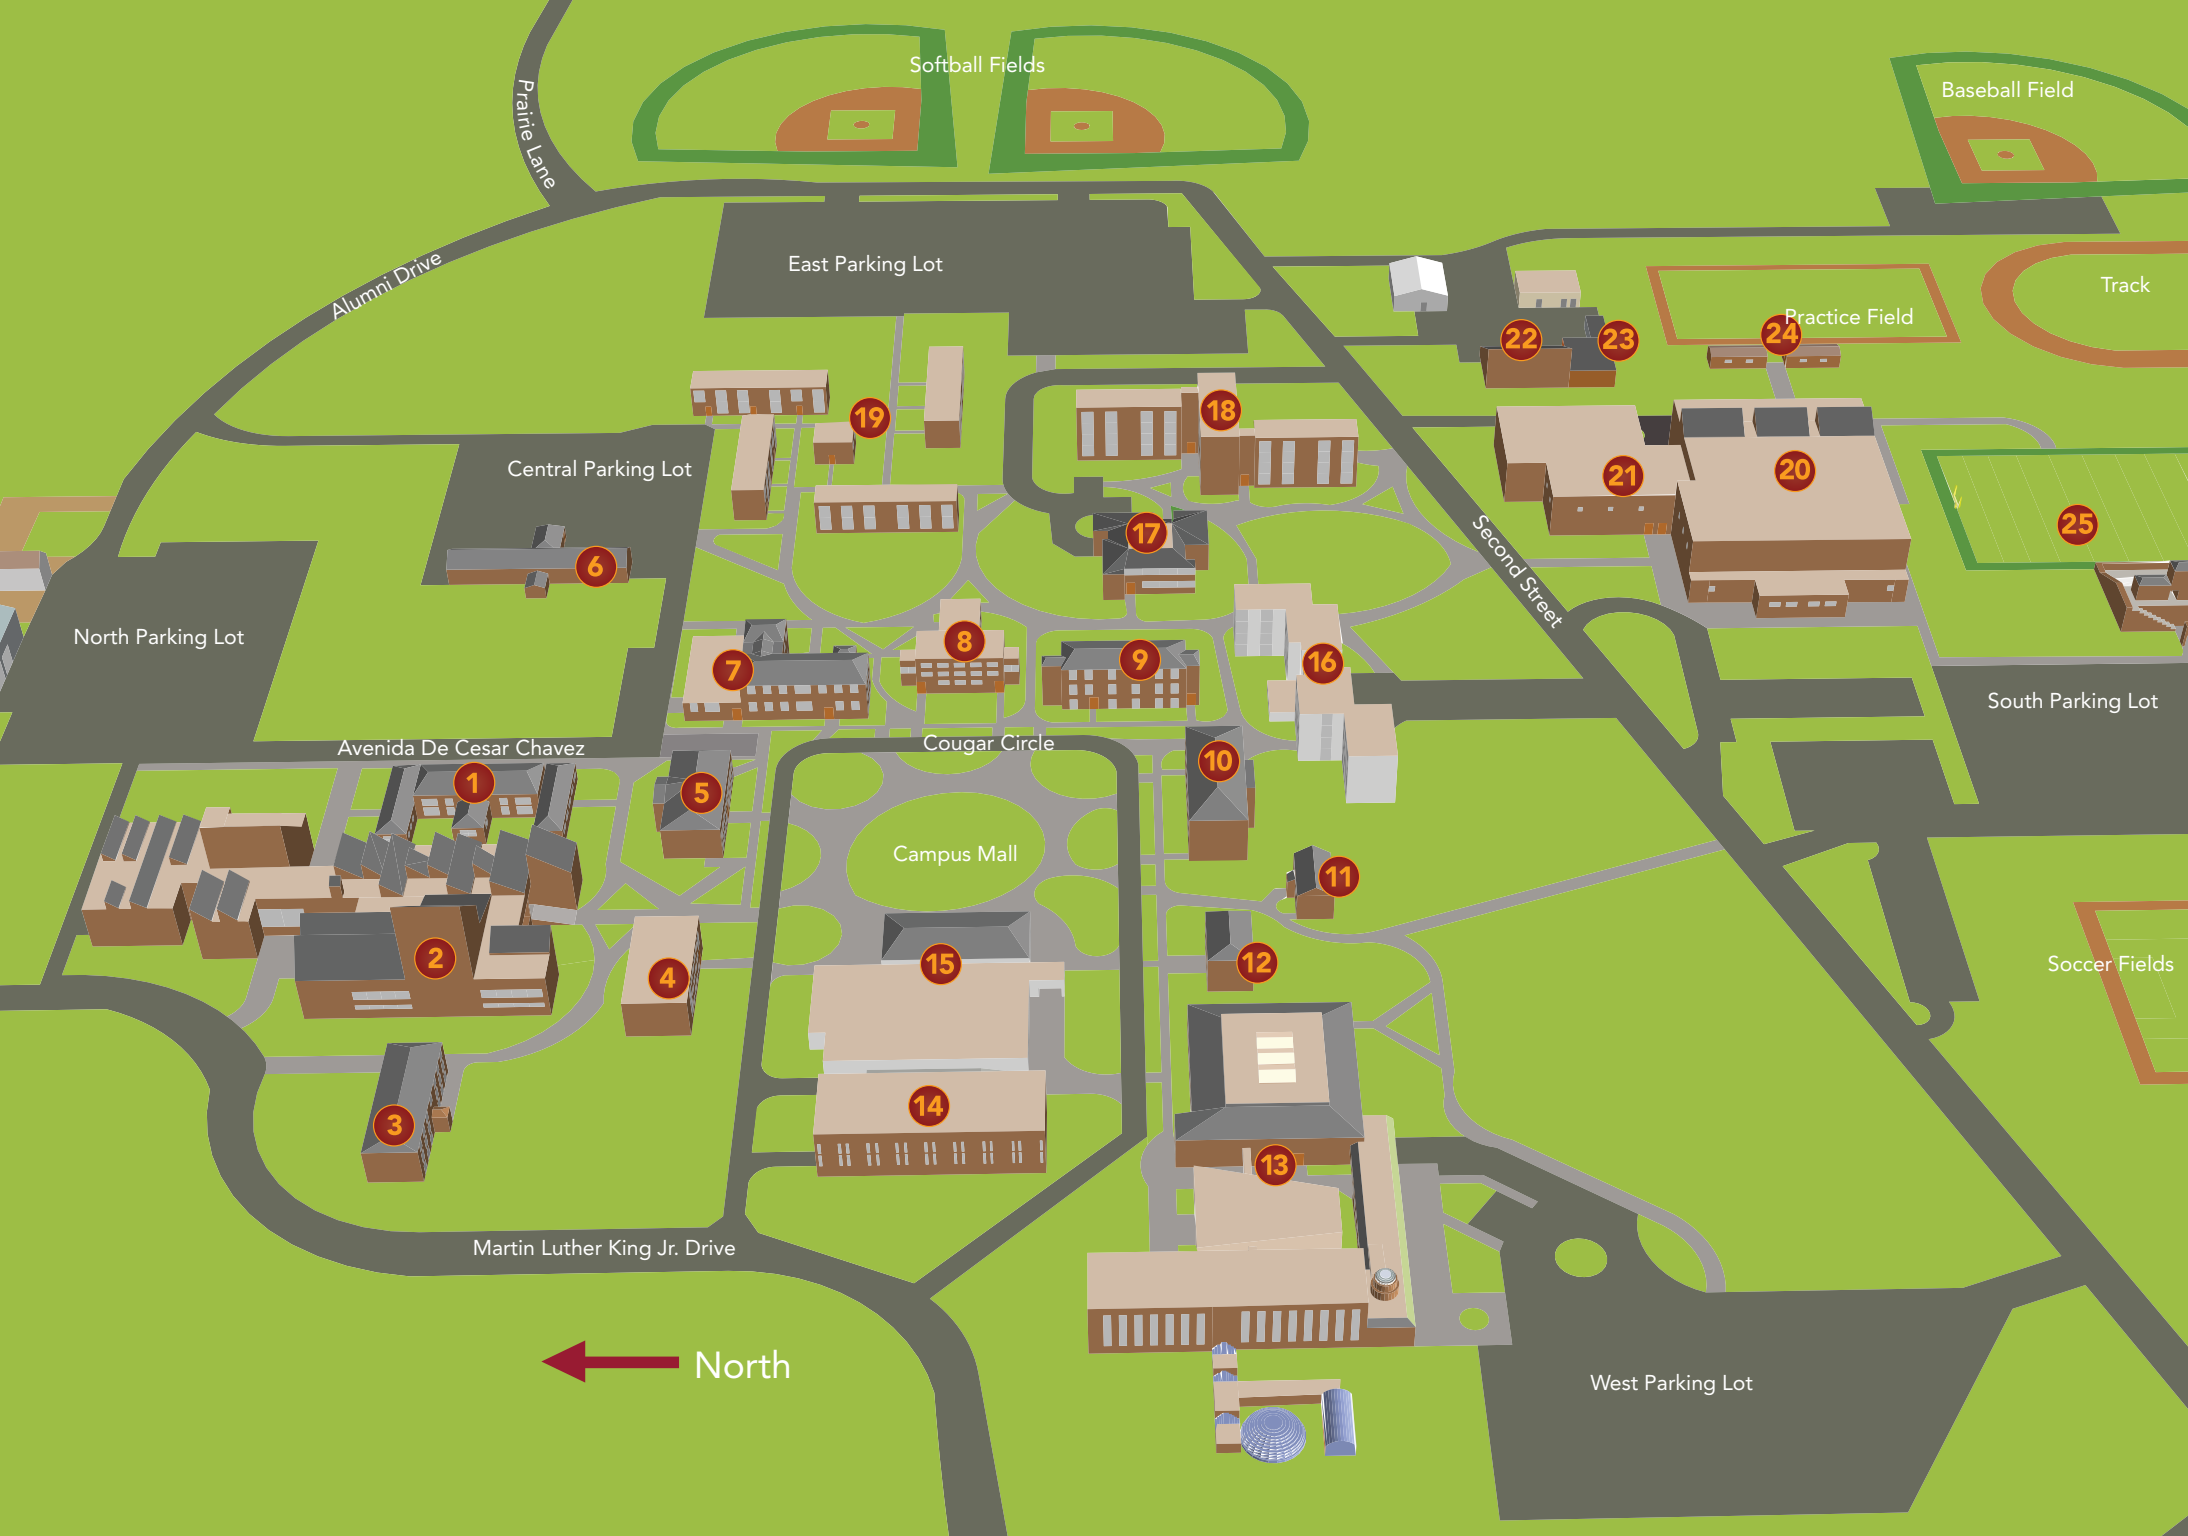 Softball Fields
Baseball Field
Prairie Lane
East Parking Lot
Alumni Drive
Track
Practice Field
24
22
23
18
19
Central Parking Lot
20
21
25
17
Second Street
6
North Parking Lot
8
9
16
7
South Parking Lot
Cougar Circle
Avenida De Cesar Chavez
10
1
5
Campus Mall
11
2
15
12
Soccer Fields
4
14
3
13
Martin Luther King Jr. Drive
North
West Parking Lot